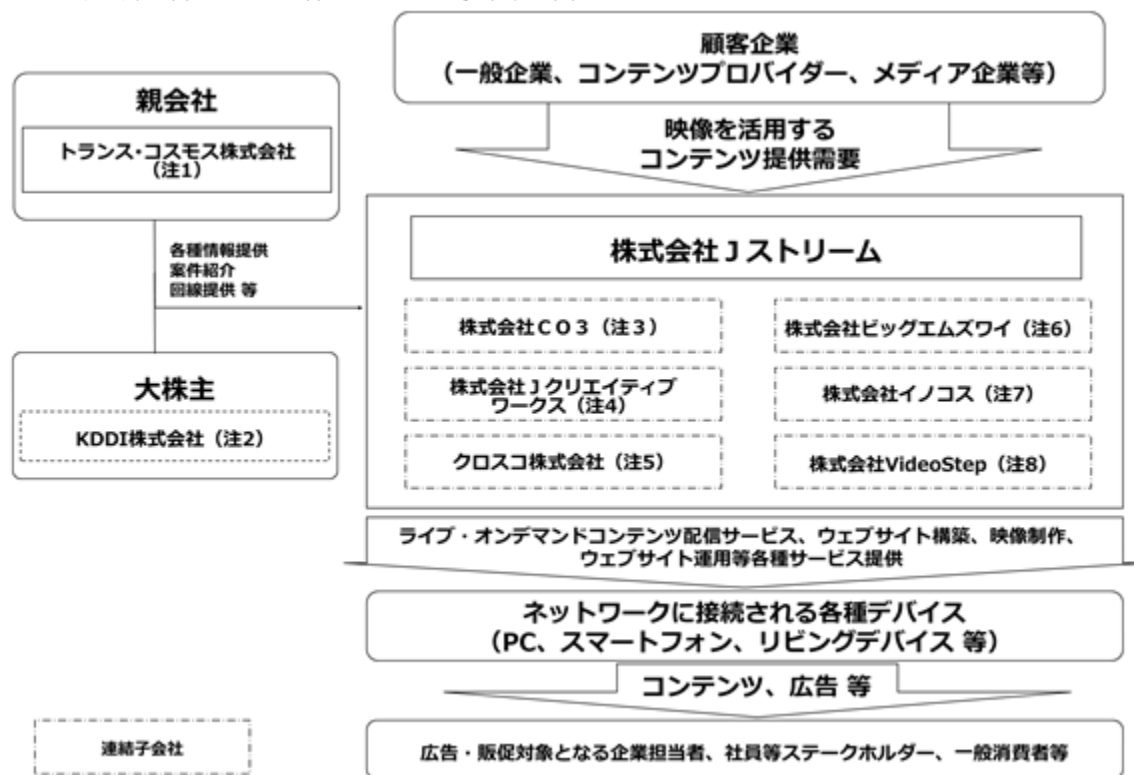 顧客企業
（一般企業、コンテンツプロバイダー、メディア企業等）
親会社
トランス・コスモス株式会社
（注1）
映像を活用する
コンテンツ提供需要
各種情報提供
案件紹介
回線提供 等
株式会社Ｊストリーム
株式会社ＣＯ３（注３）
株式会社ビッグエムズワイ（注6）
大株主
KDDI株式会社（注2）
株式会社Ｊクリエイティブ
ワークス（注4）
株式会社イノコス（注7）
クロスコ株式会社（注5）
株式会社VideoStep（注8）
ライブ・オンデマンドコンテンツ配信サービス、ウェブサイト構築、映像制作、
ウェブサイト運用等各種サービス提供
ネットワークに接続される各種デバイス
（PC、スマートフォン、リビングデバイス 等）
コンテンツ、広告 等
連結子会社
広告・販促対象となる企業担当者、社員等ステークホルダー、一般消費者等